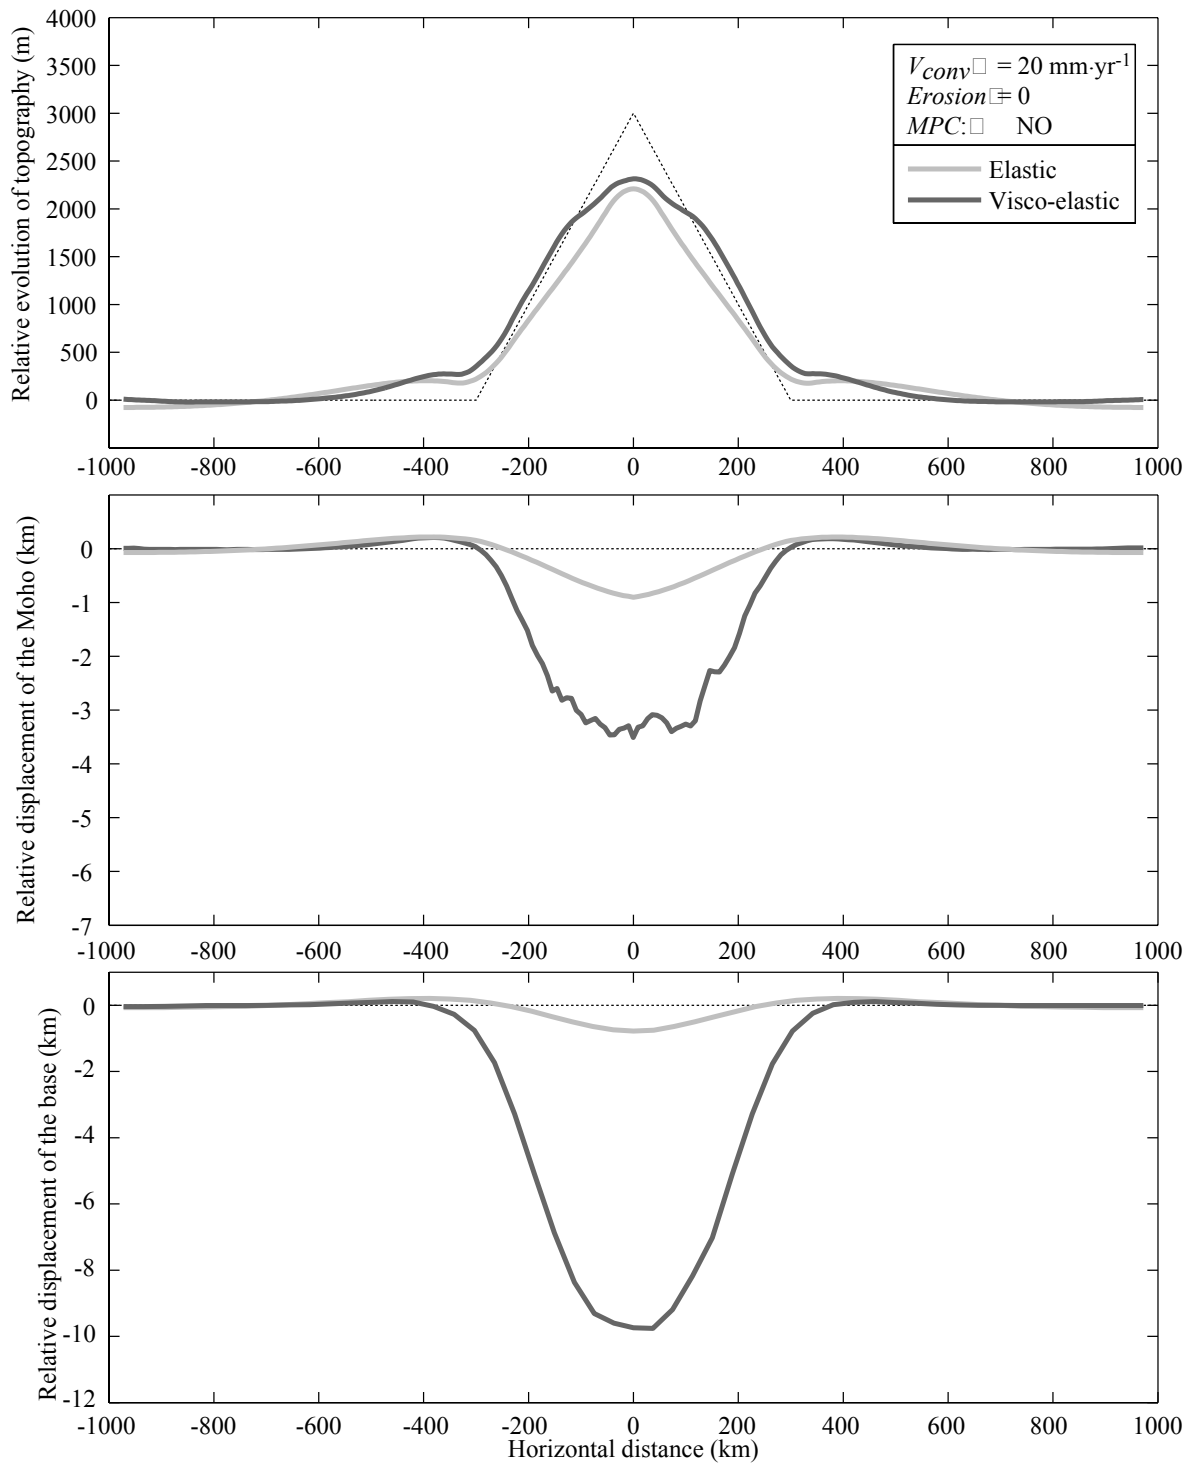 Relative evolution of topography (m)
4000
3500
3000
2500
2000
1500
1000
500
0
Vconv□ = 20 mm·yr-1
Erosion□= 0
MPC:□ NO
Elastic
Visco-elastic
-1000 -800 -600 -400 -200 0 200 400 600 800 1000
Relative displacement of the Moho (km)
0
-1
-2
-3
-4
-5
-6
-7
-1000 -800 -600 -400 -200 0 200 400 600 800 1000
Relative displacement of the base (km)
0
-2
-4
-6
-8
-10
-12
-1000 -800 -600 -400 -200 0 200 400 600 800 1000
Horizontal distance (km)